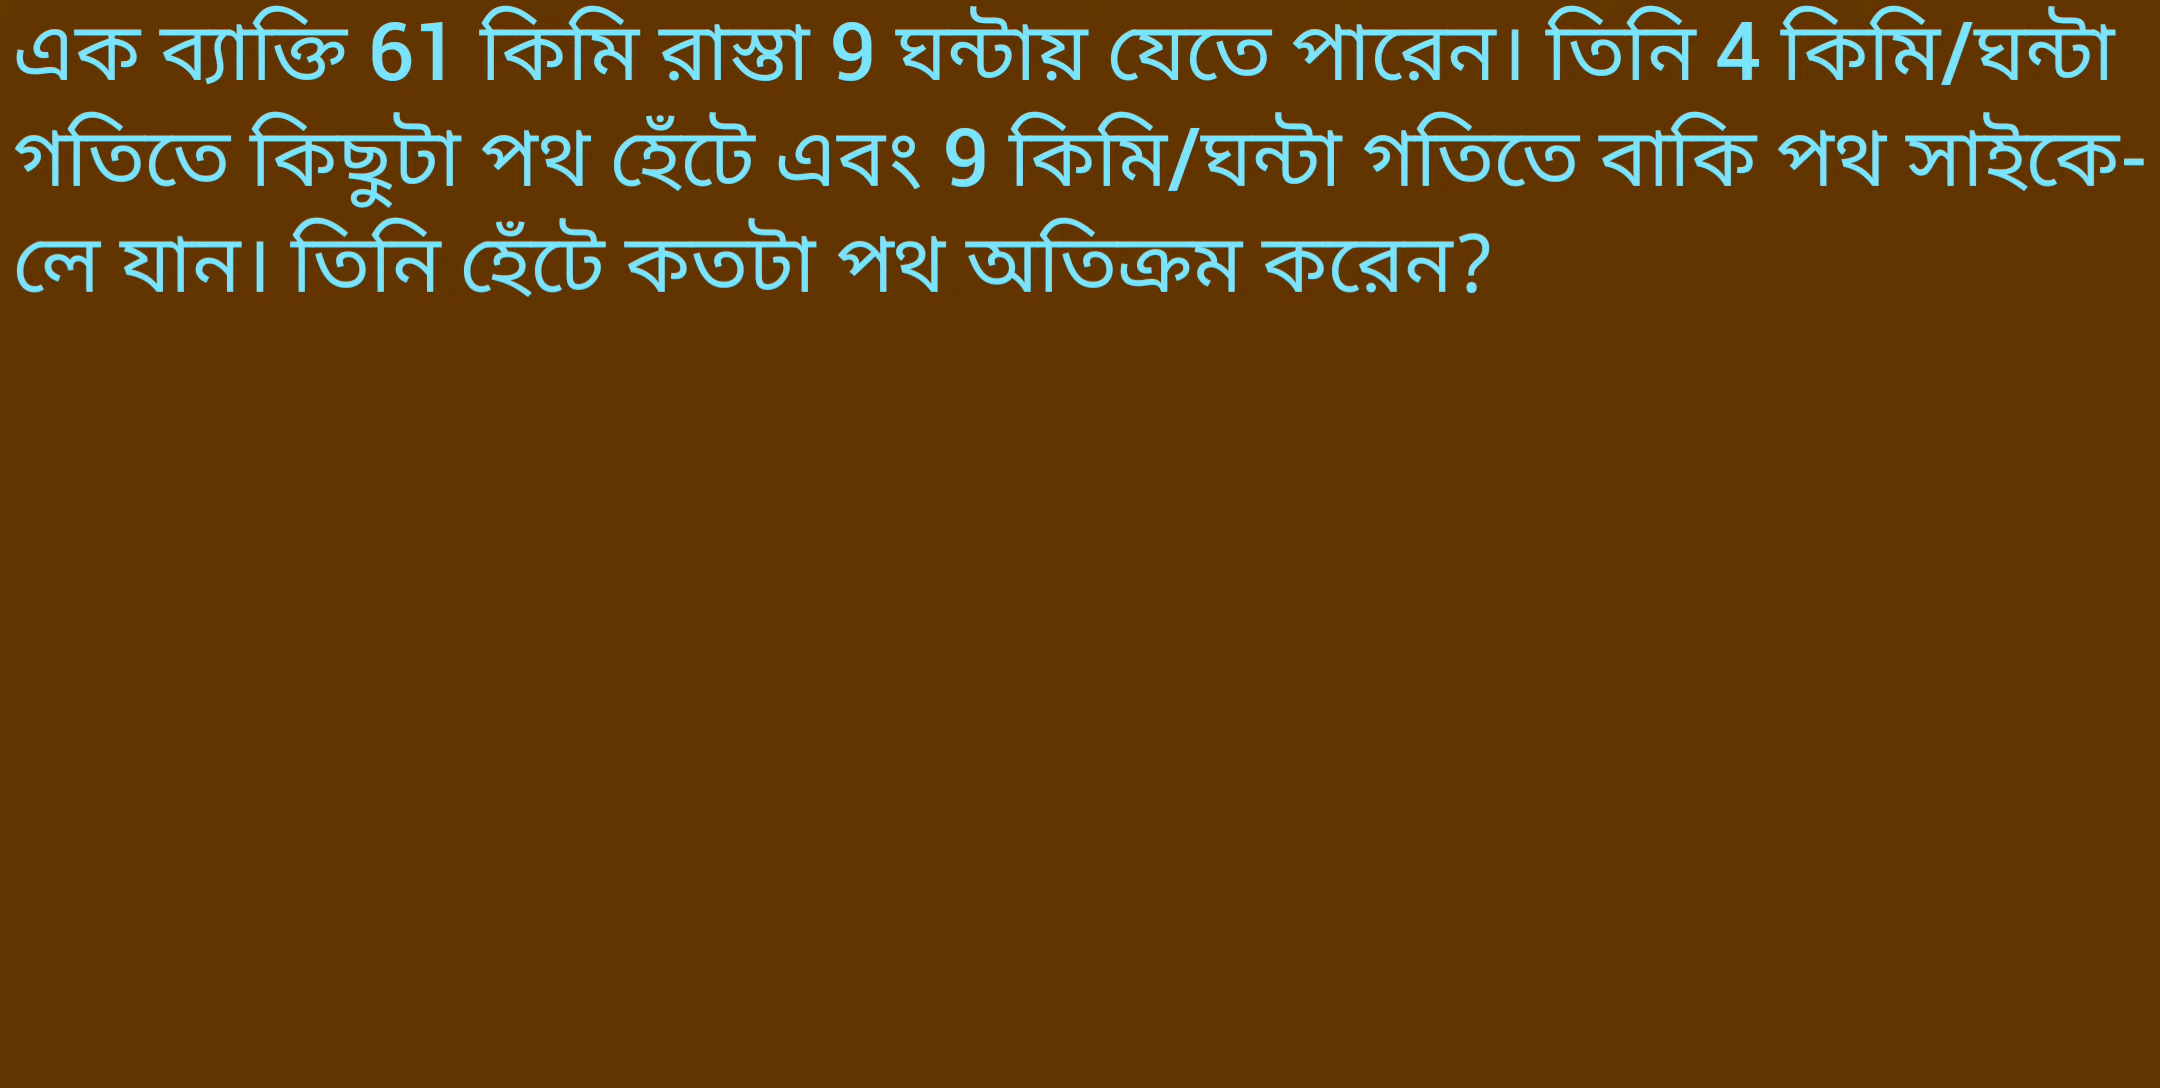 এক ব্যাক্তি 61 কিমি রাস্তা 9 ঘন্টায় যেতে পারেন। তিনি 4 কিমি/ঘন্টা
গতিতে কিছুটা পথ হেঁটে এবং 9 কিমি/ঘন্টা গতিতে বাকি পথ সাইকে-
লে যান। তিনি হেঁটে কতটা পথ অতিক্রম করেন?